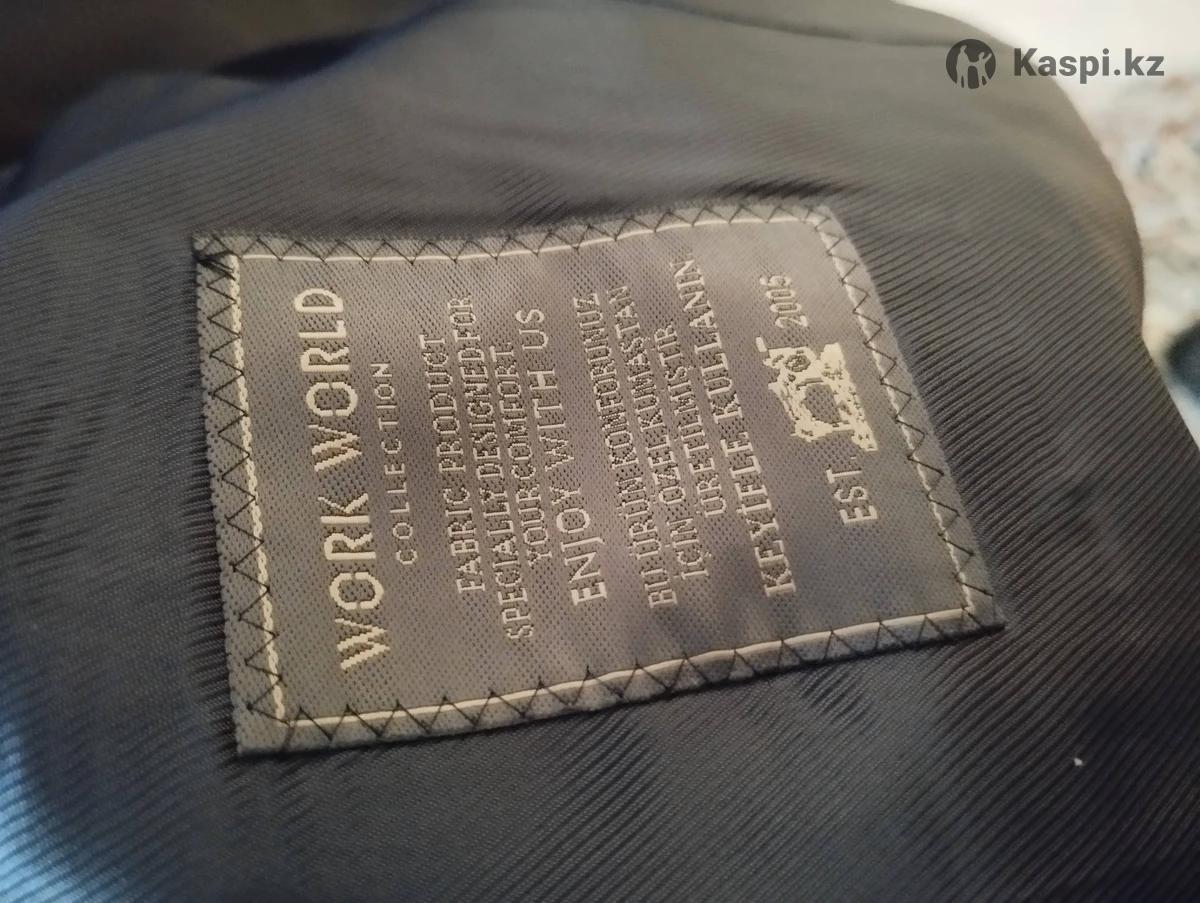 Kaspi.kz
WORK WORLD
COLLECTION
FABRIC PRODUCT
SPECIALLY DESIGNED FOR
YOUR COMFORT
ENJOY WITH US
BU ÜRÜN KONFORUNUZ
İÇİN ÖZEL KUMAŞTAN
ÜRETİLMİŞTİR
KEYİFLE KULLANIN
EST. 2005